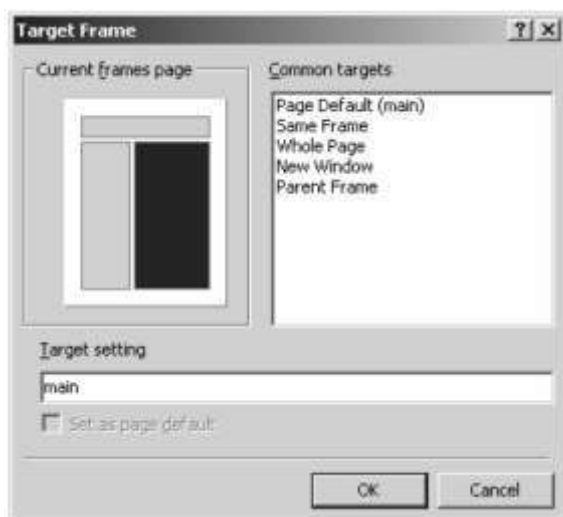 Target Frame
Current frames page
Common targets
Page Default (main)
Same Frame
Whole Page
New Window
Parent Frame
Target setting
main
Set as page default
OK
Cancel